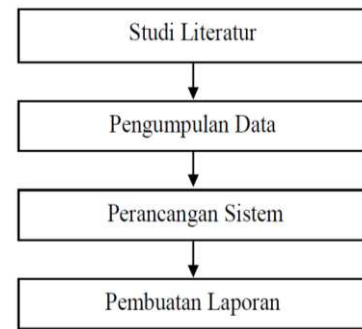 Studi Literatur
Pengumpulan Data
Perancangan Sistem
Pembuatan Laporan